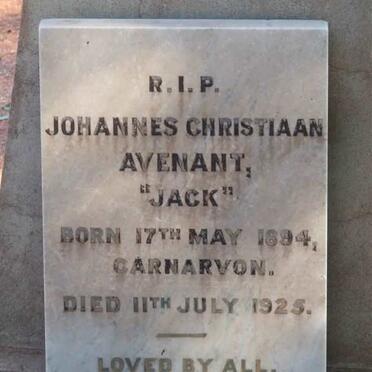 R.I.P.
JOHANNES CHRISTIAAN
AVENANT,
"JACK".
BORN 17TH MAY 1894,
CARNARVON.
DIED 11TH JULY 1925.
LOVED BY ALL.